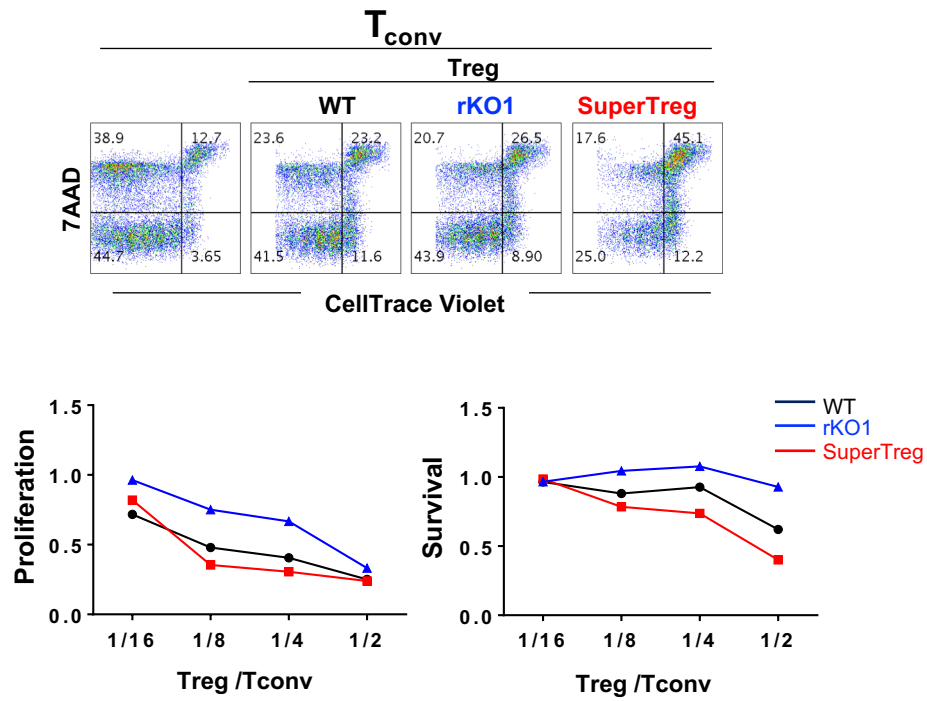 Tconv
Treg
WT rKO1 SuperTreg
38.9 12.7 23.6 23.2 20.7 26.5 17.6 45.1
7AAD
44.7 3.65 41.5 11.6 43.9 8.90 25.0 12.2
CellTrace Violet
Proliferation
1.5
1.0
0.5
0.0
1/16 1/8 1/4 1/2
Treg /Tconv
Survival
1.5
1.0
0.5
0.0
1/16 1/8 1/4 1/2
Treg /Tconv
WT
rKO1
SuperTreg